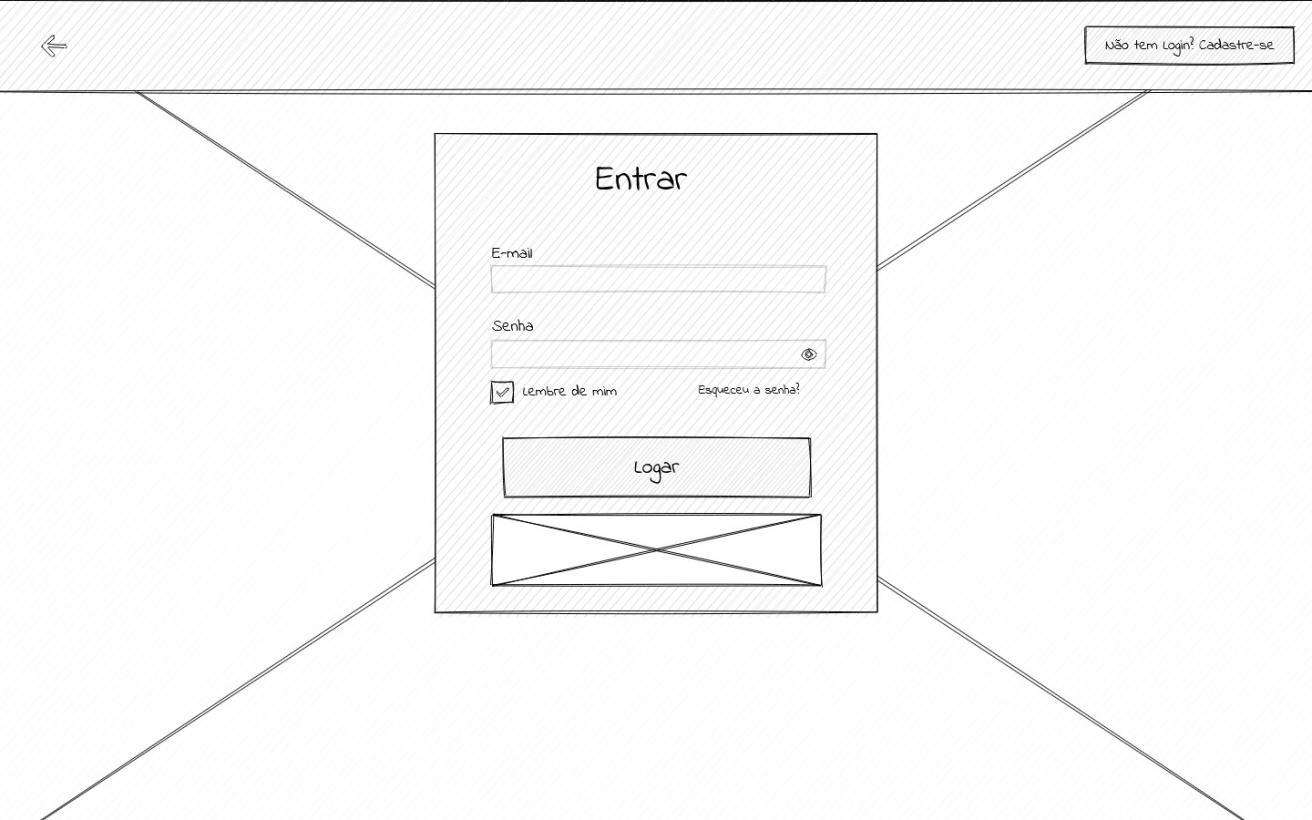 Não tem Login? Cadastre-se
Entrar
E-mail
Senha
Lembre de mim
Esqueceu a senha?
Logar